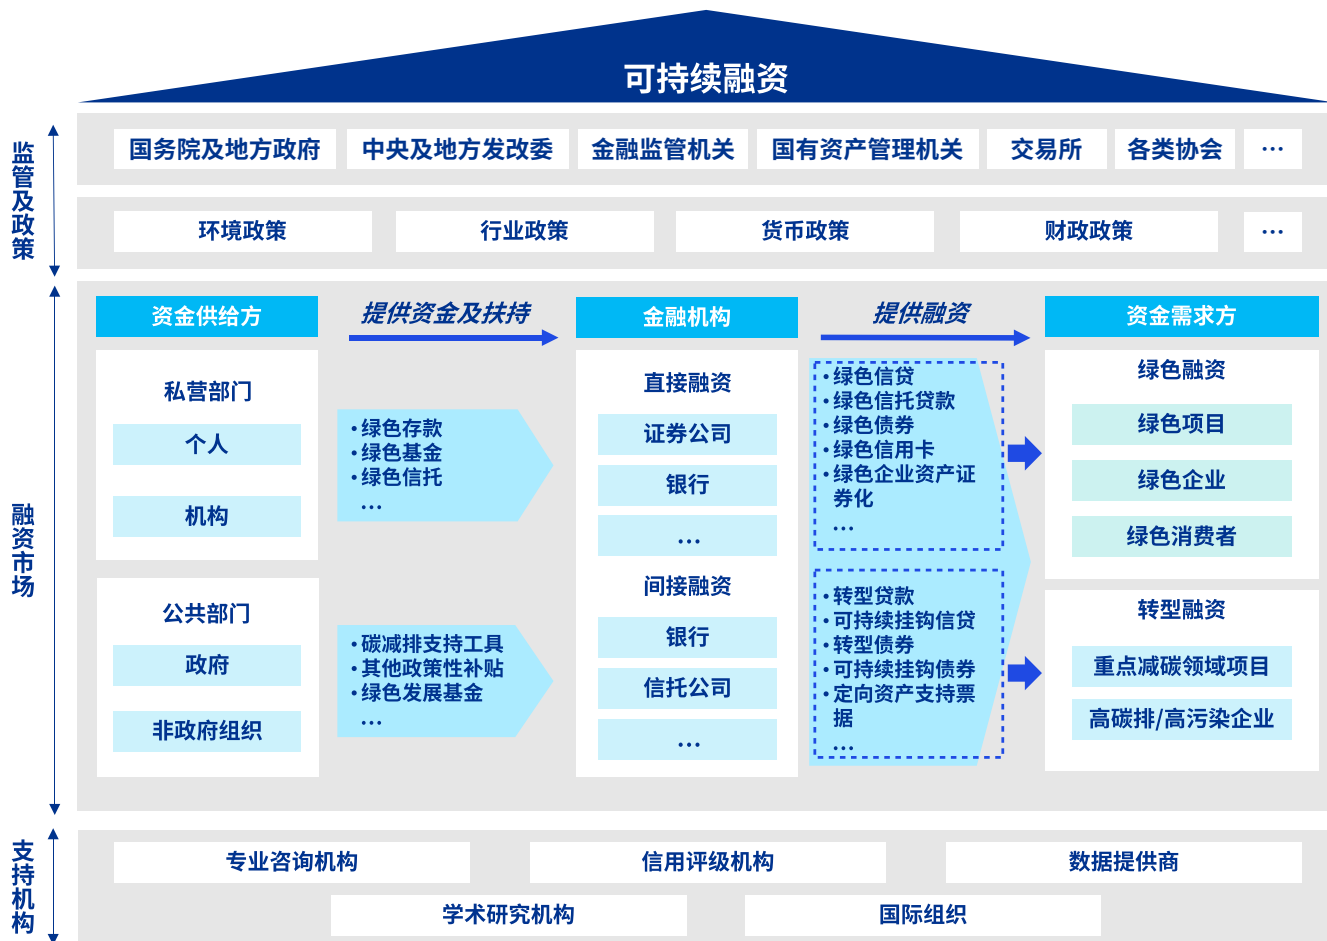 可持续融资
监管及政策
国务院及地方政府
中央及地方发改委
金融监管机关
国有资产管理机关
交易所
各类协会
...
环境政策
行业政策
货币政策
财政政策
...
融资市场
资金供给方
提供资金及扶持
金融机构
提供融资
资金需求方
私营部门
个人
机构
公共部门
政府
非政府组织
•绿色存款
•绿色基金
•绿色信托
...
•碳减排支持工具
•其他政策性补贴
•绿色发展基金
...
直接融资
证券公司
银行
...
间接融资
银行
信托公司
...
•绿色信贷
•绿色信托贷款
•绿色债券
•绿色信用卡
•绿色企业资产证
券化
...
•转型贷款
•可持续挂钩信贷
•转型债券
•可持续挂钩债券
•定向资产支持票
据
...
绿色融资
绿色项目
绿色企业
绿色消费者
转型融资
重点减碳领域项目
高碳排/高污染企业
支持机构
专业咨询机构
信用评级机构
数据提供商
学术研究机构
国际组织